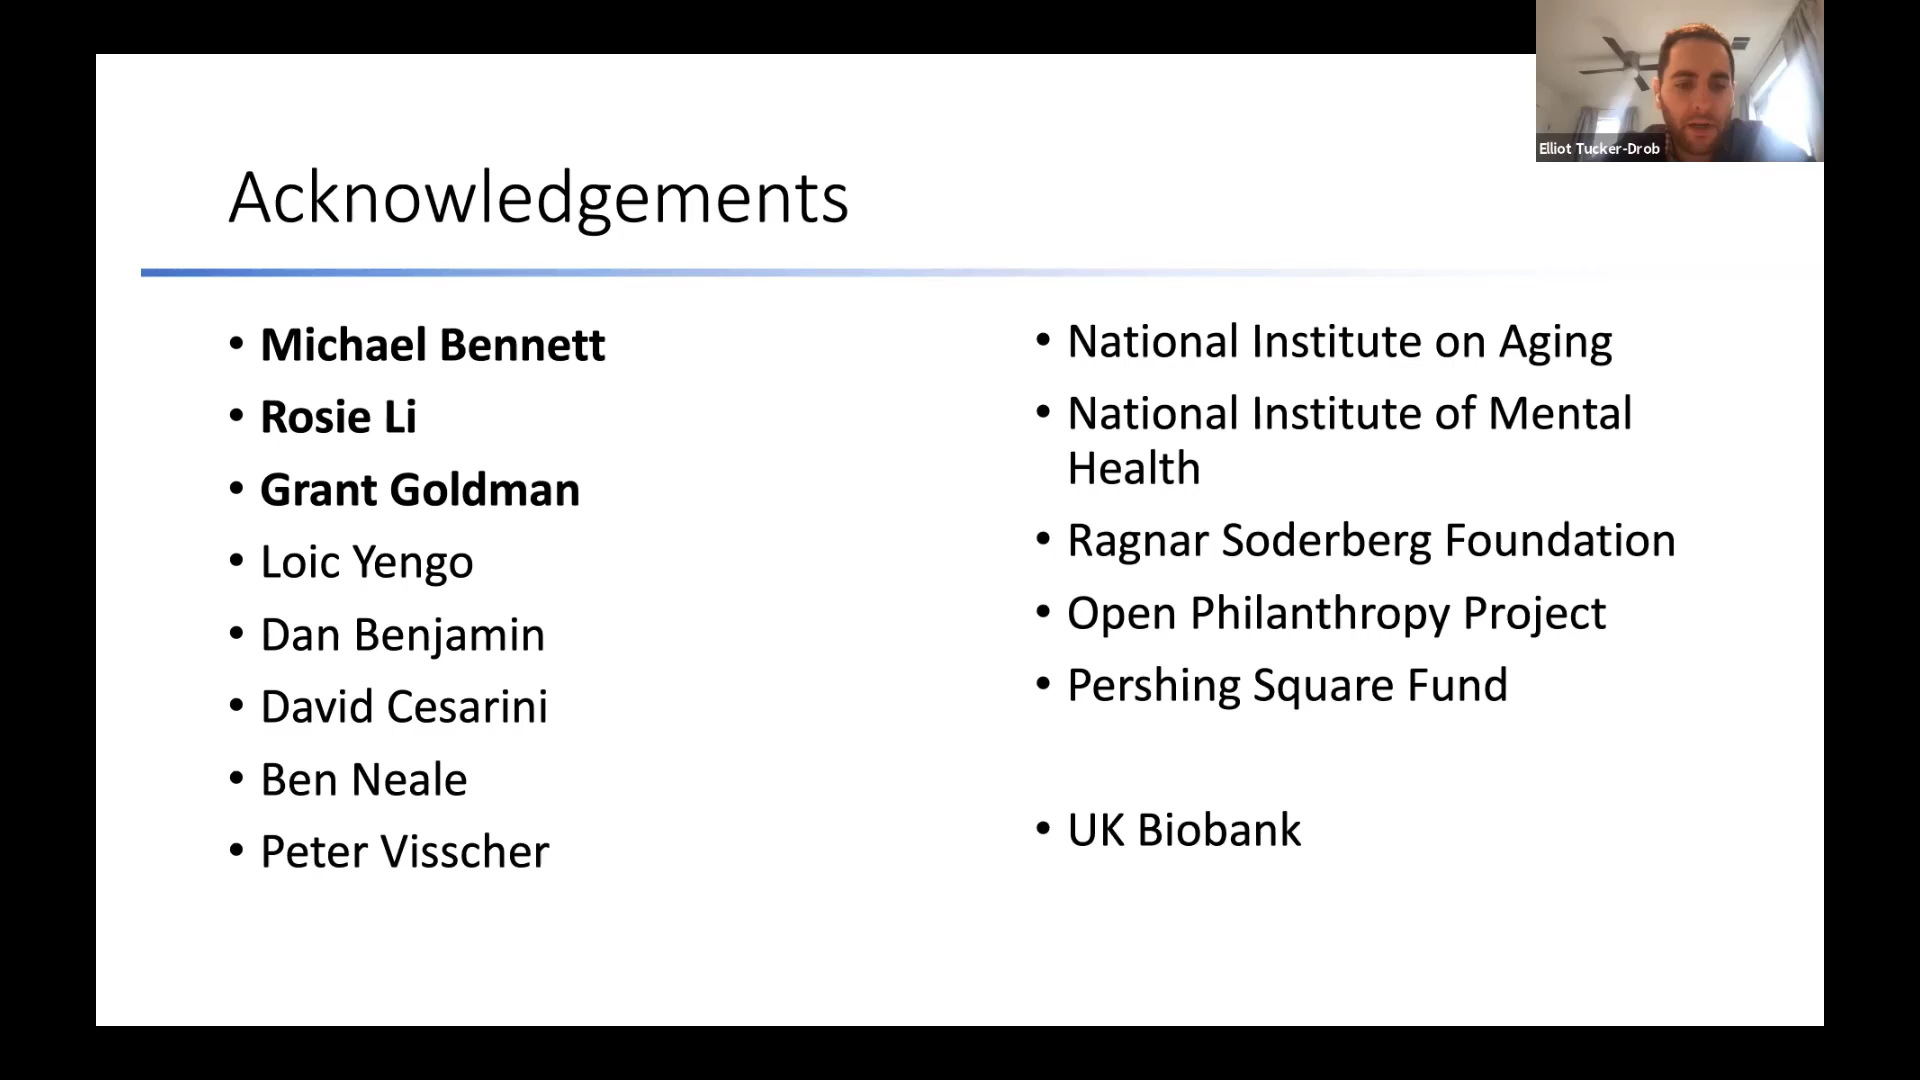 Elliot Tucker-Drob
Acknowledgements
• Michael Bennett
• Rosie Li
• Grant Goldman
• Loic Yengo
• Dan Benjamin
• David Cesarini
• Ben Neale
• Peter Visscher
• National Institute on Aging
• National Institute of Mental
Health
• Ragnar Soderberg Foundation
• Open Philanthropy Project
• Pershing Square Fund
• UK Biobank